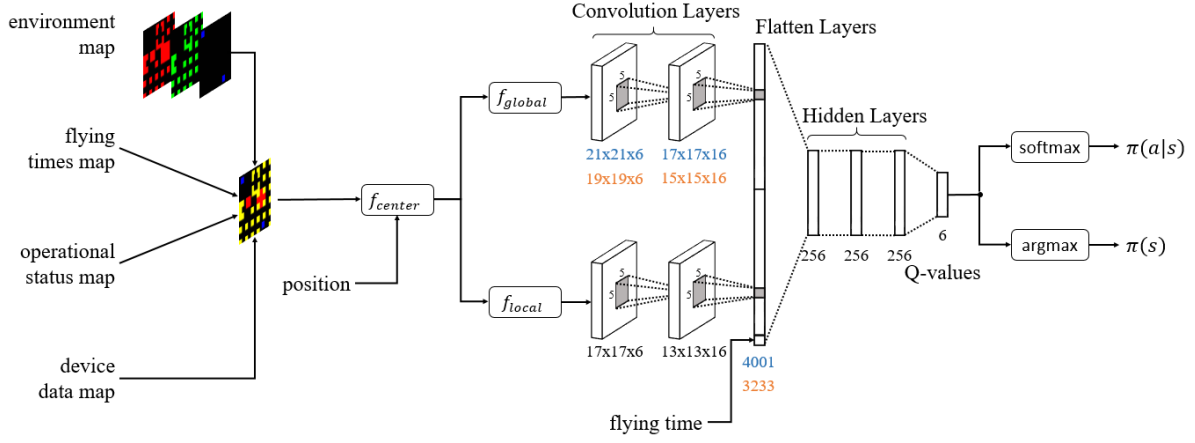 environment
map
flying
times map
operational
status map
device
data map
position
f_center
f_global
f_local
Convolution Layers
5
5
5
5
21x21x6
17x17x16
19x19x6
15x15x16
5
5
5
5
17x17x6
13x13x16
Flatten Layers
4001
3233
flying time
Hidden Layers
256
256
256
6
Q-values
softmax
π(a|s)
argmax
π(s)